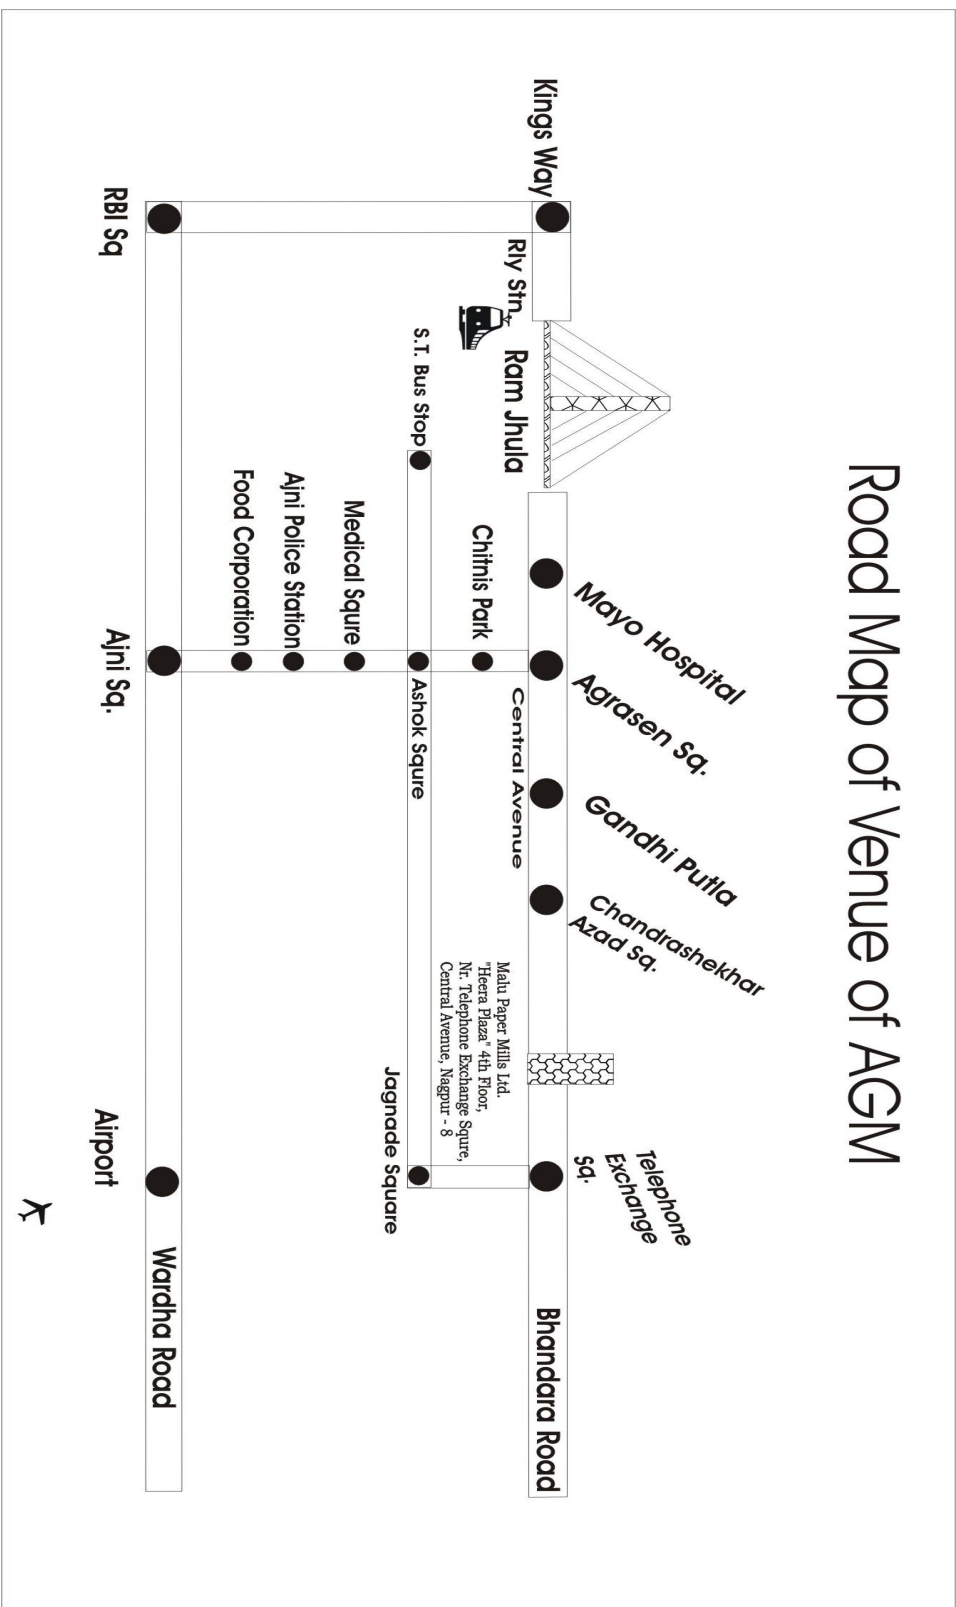 Road Map of Venue of AGM
Kings Way
Rly Stn.
Ram Jhula
Mayo Hospital
Agrasen Sq.
Gandhi Putla
Chandrashekhar
Azad Sq.
Telephone
Exchange
Sq.
Bhandara Road
Central Avenue
Chitnis Park
Malu Paper Mills Ltd.
"Heera Plaza" 4th Floor,
Nr. Telephone Exchange Squre,
Central Avenue, Nagpur - 8
S.T. Bus Stop
Ashok Squre
Jagnade Square
Medical Squre
Ajni Police Station
Food Corporation
RBI Sq
Ajni Sq.
Airport
Wardha Road